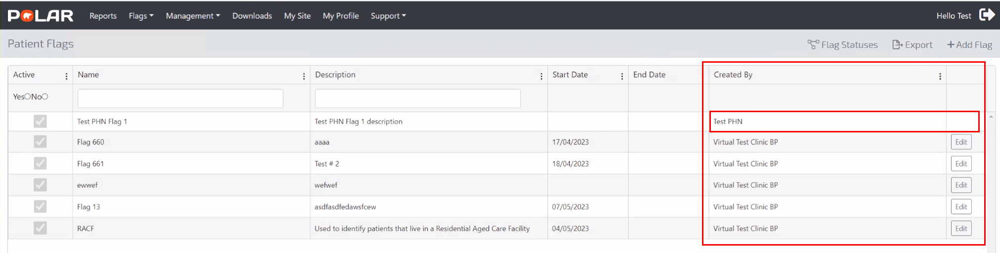 POLAR Reports Flags Management Downloads My Site My Profile Support Hello Test
Patient Flags Flag Statuses Export +Add Flag
Active Name Description Start Date End Date Created By
Yes No
Test PHN Flag 1 Test PHN Flag 1 description Test PHN
Flag 660 aaaa 17/04/2023 Virtual Test Clinic BP Edit
Flag 661 Test # 2 18/04/2023 Virtual Test Clinic BP Edit
ewwef wefwef Virtual Test Clinic BP Edit
Flag 13 asdfasdfedawsfcew 07/05/2023 Virtual Test Clinic BP Edit
RACF Used to identify patients that live in a Residential Aged Care Facility 04/05/2023 Virtual Test Clinic BP Edit